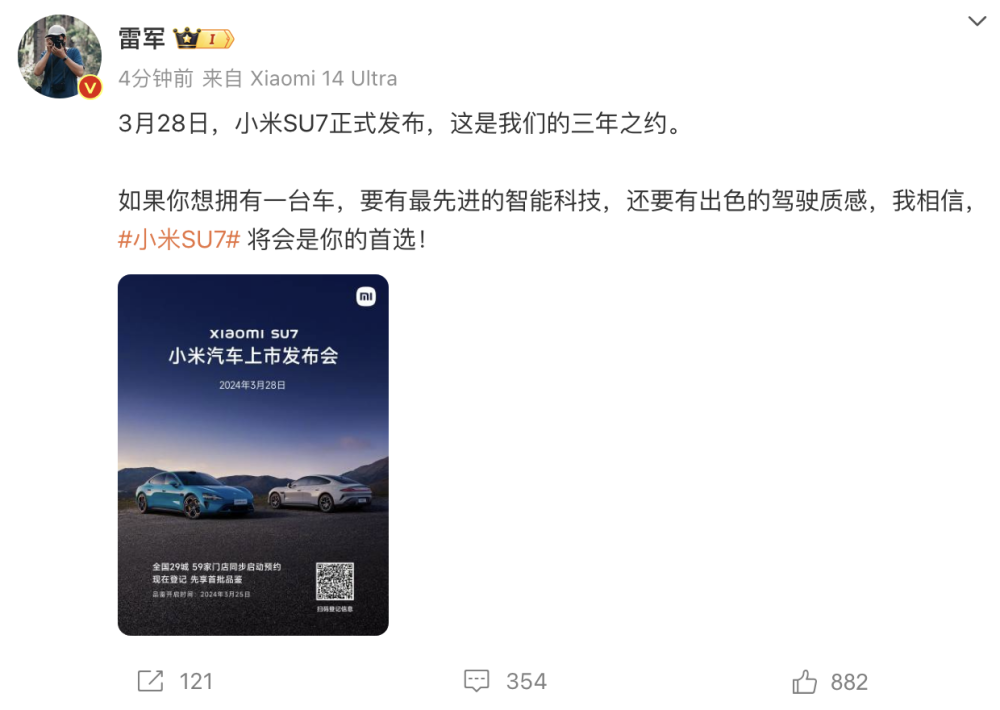 雷军 I
4分钟前 来自 Xiaomi 14 Ultra
3月28日，小米SU7正式发布，这是我们的三年之约。
如果你想拥有一台车，要有最先进的智能科技，还要有出色的驾驶质感，我相信，
#小米SU7# 将会是你的首选！
mi
xiaomi SU7
小米汽车上市发布会
2024年3月28日
全国29城 59家门店同步启动预约
现在登记 先享首批品鉴
品鉴开启时间：2024年3月25日
扫码登记信息
121
354
882